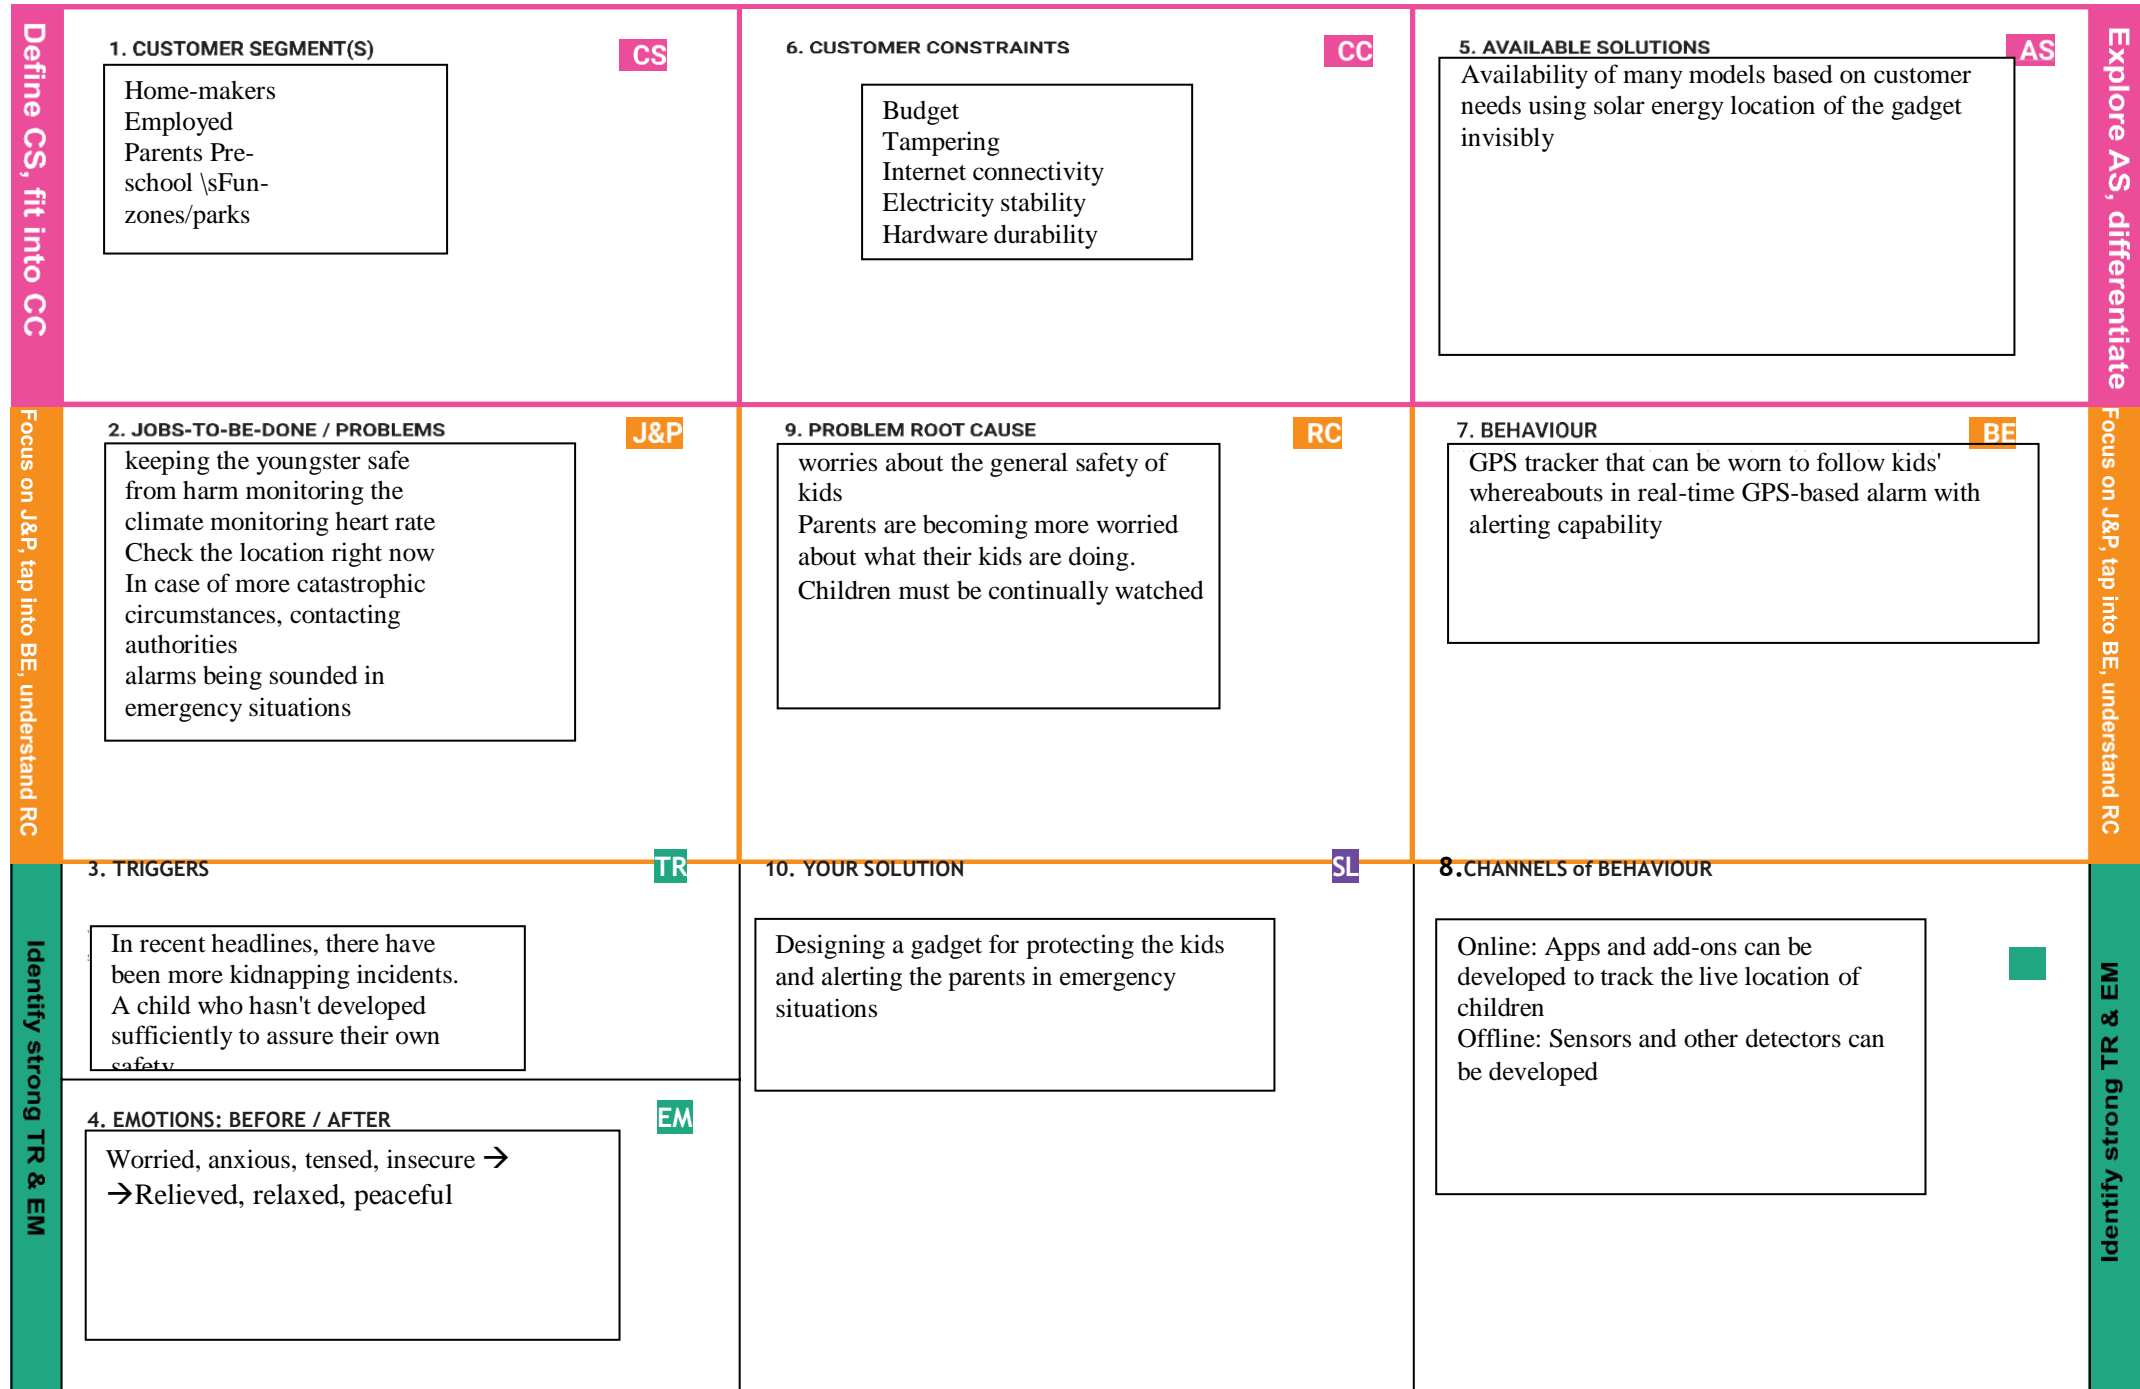 Define CS, fit into CC
1. CUSTOMER SEGMENT(S)
CS
Home-makers
Employed
Parents Pre-
school \sFun-
zones/parks
6. CUSTOMER CONSTRAINTS
CC
Budget
Tampering
Internet connectivity
Electricity stability
Hardware durability
5. AVAILABLE SOLUTIONS
AS
Availability of many models based on customer
needs using solar energy location of the gadget
invisibly
Explore AS, differentiate
Focus on J&P, tap into BE, understand RC
2. JOBS-TO-BE-DONE / PROBLEMS
J&P
keeping the youngster safe
from harm monitoring the
climate monitoring heart rate
Check the location right now
In case of more catastrophic
circumstances, contacting
authorities
alarms being sounded in
emergency situations
9. PROBLEM ROOT CAUSE
RC
worries about the general safety of
kids
Parents are becoming more worried
about what their kids are doing.
Children must be continually watched
7. BEHAVIOUR
BE
GPS tracker that can be worn to follow kids'
whereabouts in real-time GPS-based alarm with
alerting capability
Focus on J&P, tap into BE, understand RC
Identify strong TR & EM
3. TRIGGERS
TR
In recent headlines, there have
been more kidnapping incidents.
A child who hasn't developed
sufficiently to assure their own
safety
4. EMOTIONS: BEFORE / AFTER
EM
Worried, anxious, tensed, insecure →
→Relieved, relaxed, peaceful
10. YOUR SOLUTION
SL
Designing a gadget for protecting the kids
and alerting the parents in emergency
situations
8.CHANNELS of BEHAVIOUR
Online: Apps and add-ons can be
developed to track the live location of
children
Offline: Sensors and other detectors can
be developed
Identify strong TR & EM